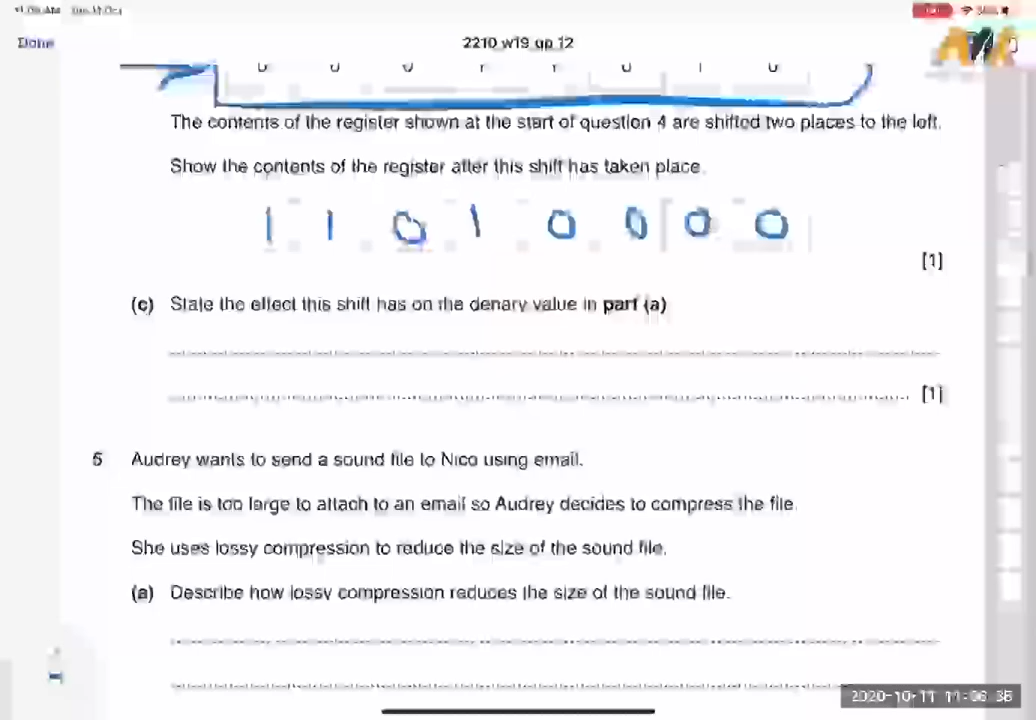 Done
2210 w19 qp 12
The contents of the register shown at the start of question 4 are shifted two places to the left.
Show the contents of the register after this shift has taken place.
1 1 0 1 0 0 0 0
[1]
(c) State the effect this shift has on the denary value in part (a)
[1]
5 Audrey wants to send a sound file to Nico using email.
The file is too large to attach to an email so Audrey decides to compress the file.
She uses lossy compression to reduce the size of the sound file.
(a) Describe how lossy compression reduces the size of the sound file.
2020-10-11 11:06:36